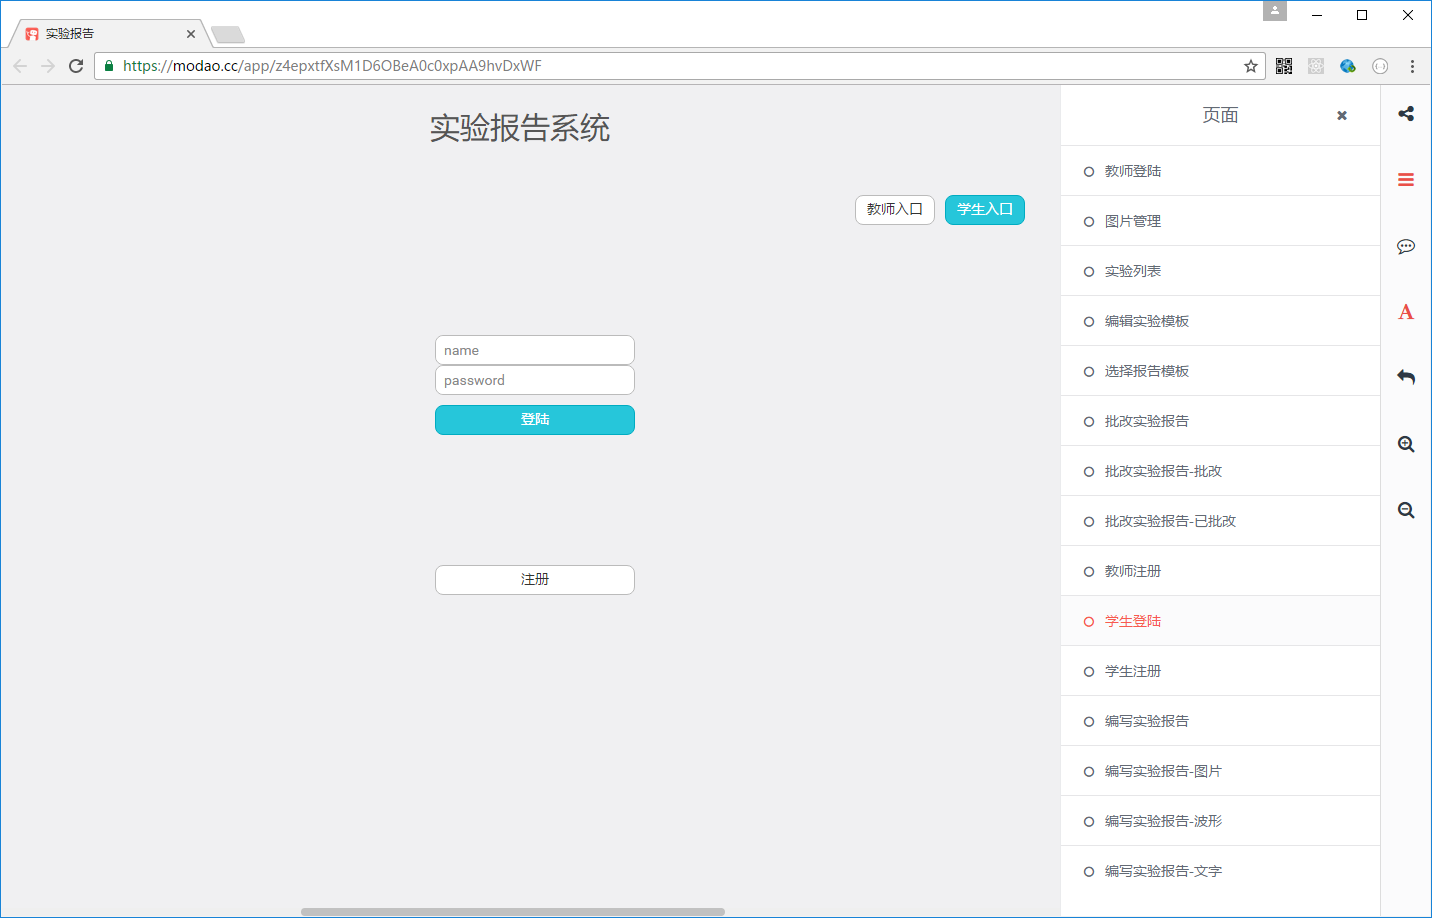 实验报告
https://modao.cc/app/z4epxtfXsM1D6OBeA0c0xpAA9hvDxWF
实验报告系统
教师入口
学生入口
name
password
登陆
注册
页面
教师登陆
图片管理
实验列表
编辑实验模板
选择报告模板
批改实验报告
批改实验报告-批改
批改实验报告-已批改
教师注册
学生登陆
学生注册
编写实验报告
编写实验报告-图片
编写实验报告-波形
编写实验报告-文字
A